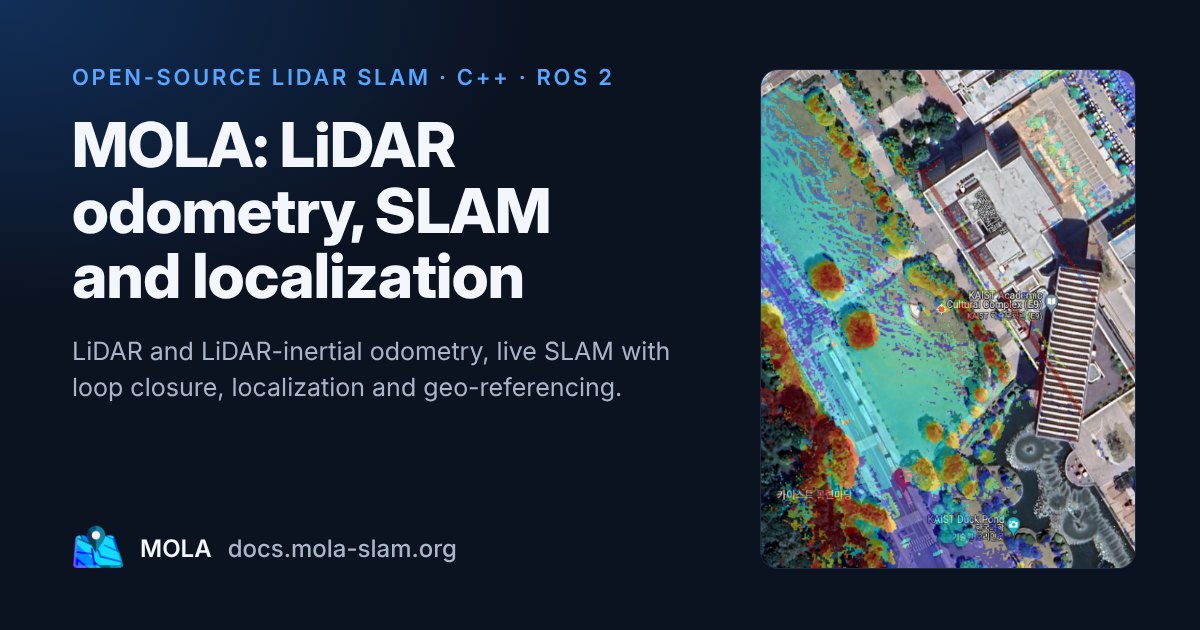 OPEN-SOURCE LIDAR SLAM · C++ · ROS 2
MOLA: LiDAR
odometry, SLAM
and localization
LiDAR and LiDAR-inertial odometry, live SLAM with
loop closure, localization and geo-referencing.
MOLA docs.mola-slam.org
KAIST Academic
Cultural Complex (E9)
KAIST Duck Pond